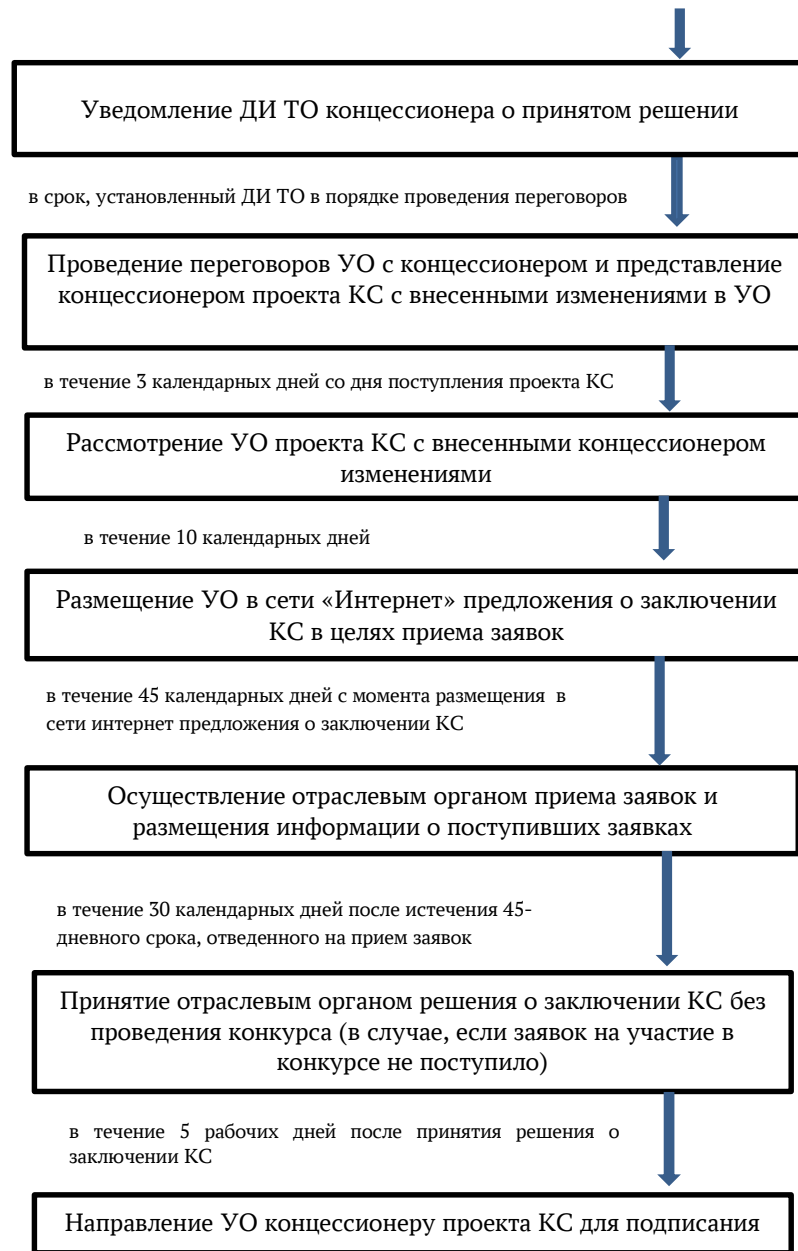 Уведомление ДИ ТО концессионера о принятом решении
в срок, установленный ДИ ТО в порядке проведения переговоров
Проведение переговоров УО с концессионером и представление
концессионером проекта КС с внесенными изменениями в УО
в течение 3 календарных дней со дня поступления проекта КС
Рассмотрение УО проекта КС с внесенными концессионером
изменениями
в течение 10 календарных дней
Размещение УО в сети «Интернет» предложения о заключении
КС в целях приема заявок
в течение 45 календарных дней с момента размещения в
сети интернет предложения о заключении КС
Осуществление отраслевым органом приема заявок и
размещения информации о поступивших заявках
в течение 30 календарных дней после истечения 45-
дневного срока, отведенного на прием заявок
Принятие отраслевым органом решения о заключении КС без
проведения конкурса (в случае, если заявок на участие в
конкурсе не поступило)
в течение 5 рабочих дней после принятия решения о
заключении КС
Направление УО концессионеру проекта КС для подписания